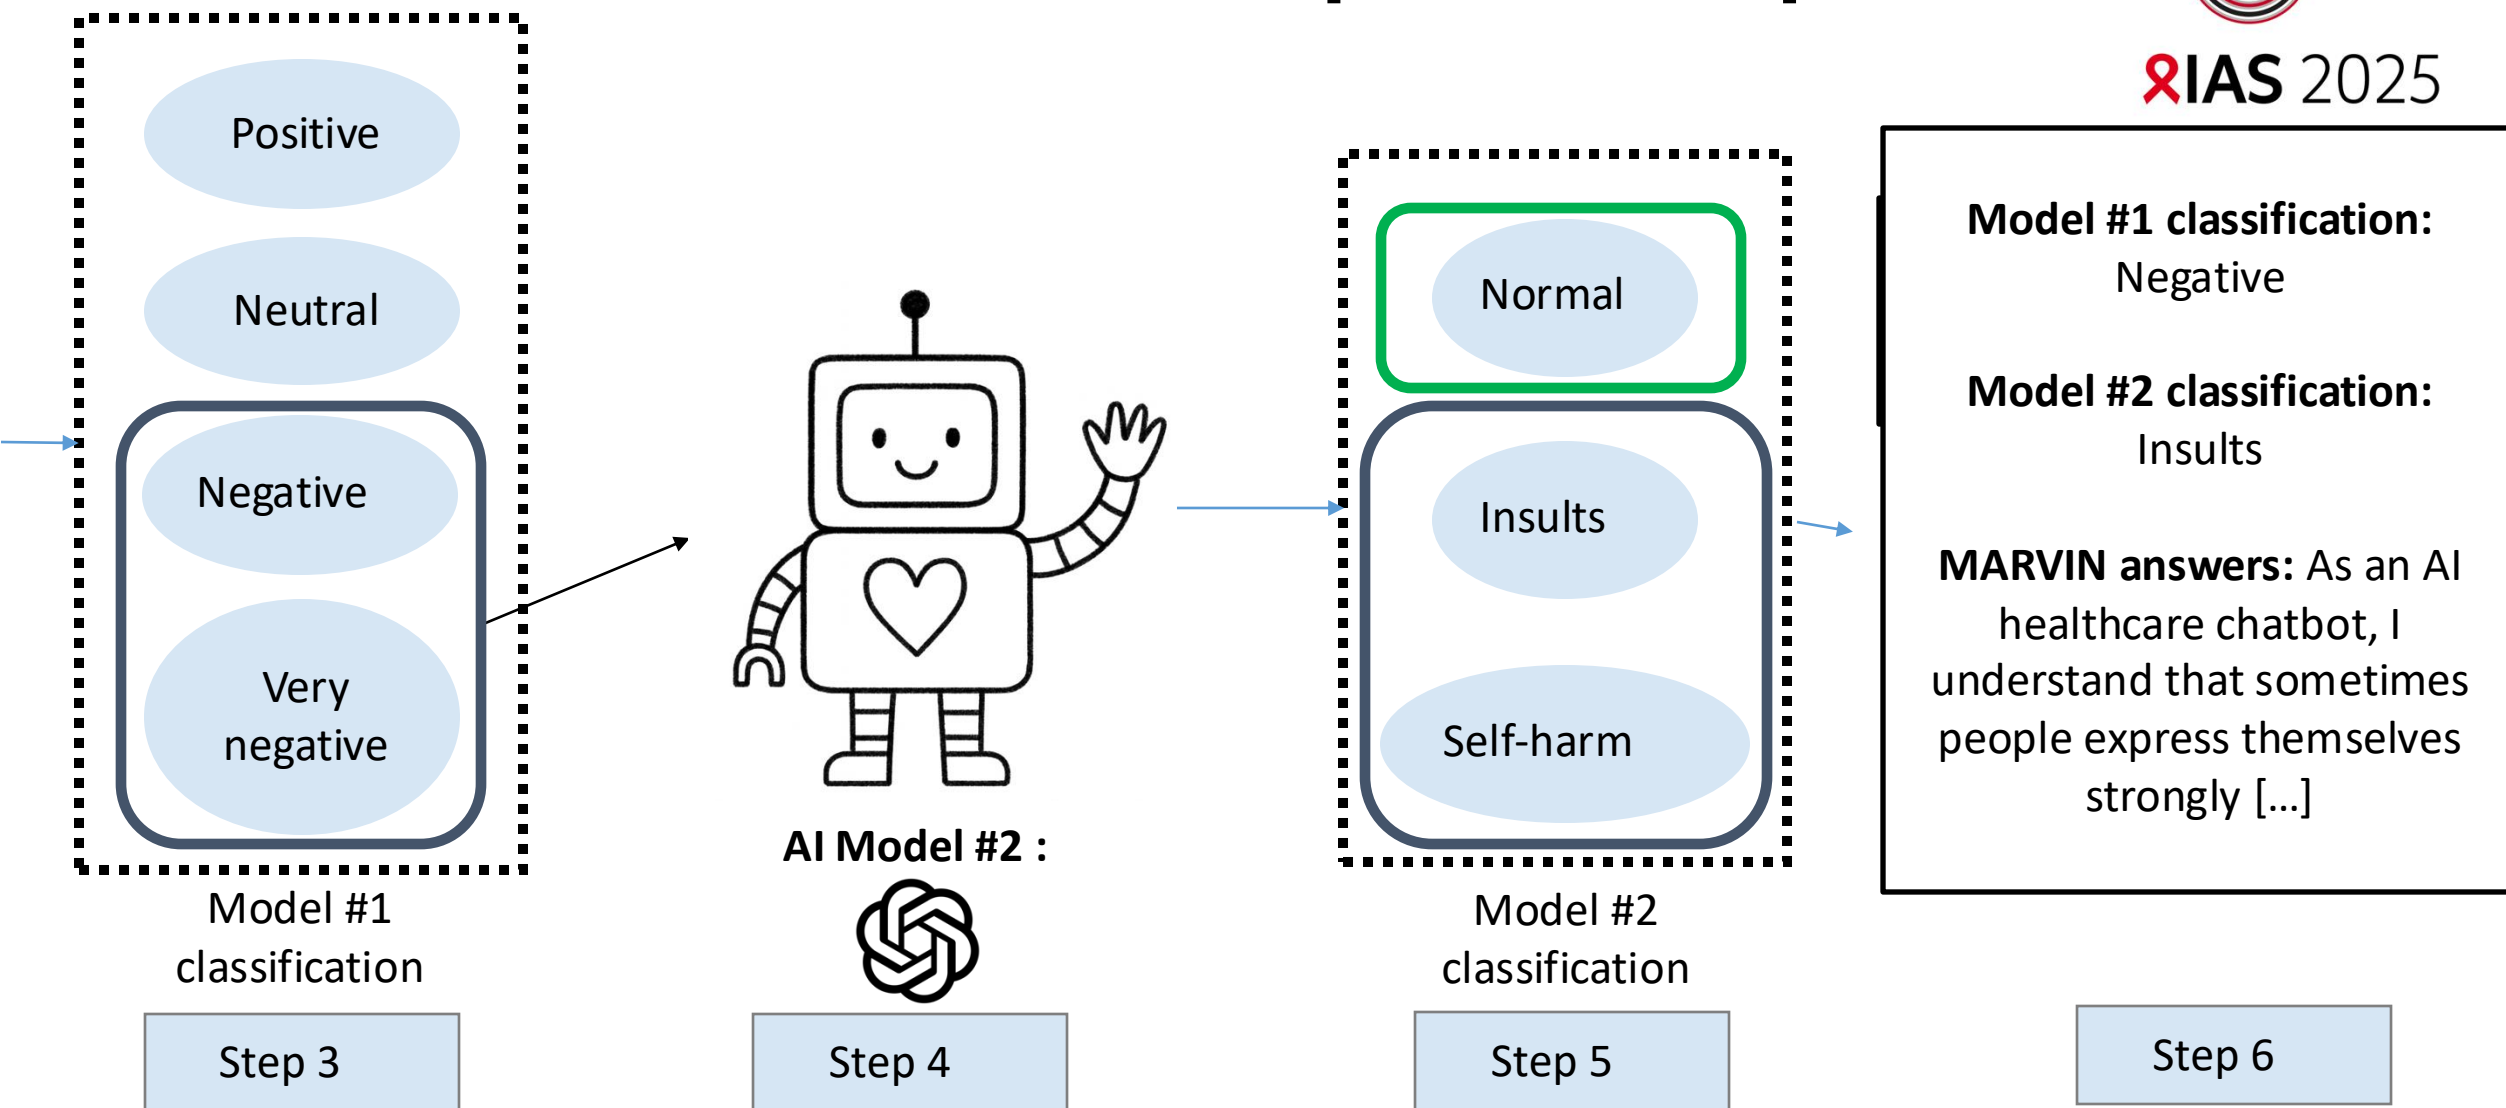 IAS 2025
Positive
Neutral
Negative
Very
negative
Model #1
classification
Step 3
AI Model #2 :
Step 4
Normal
Insults
Self-harm
Model #2
classification
Step 5
Model #1 classification:
Negative
Model #2 classification:
Insults
MARVIN answers: As an AI
healthcare chatbot, I
understand that sometimes
people express themselves
strongly [...]
Step 6